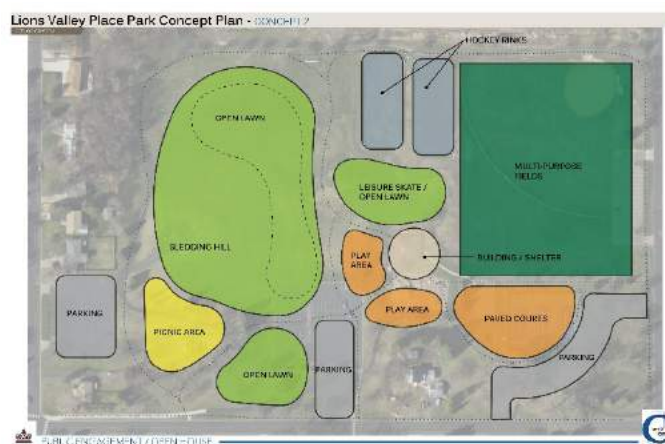 Lions Valley Place Park Concept Plan - CONCEPT 2
HOCKEY RINKS
OPEN LAWN
MULTI-PURPOSE
FIELDS
LEISURE SKATE /
OPEN LAWN
SLEDDING HILL
PLAY
AREA
BUILDING / SHELTER
PARKING
PICNIC AREA
PLAY AREA
PAVED COURTS
PARKING
PARKING
OPEN LAWN
PUBLIC ENGAGEMENT / OPEN HOUSE